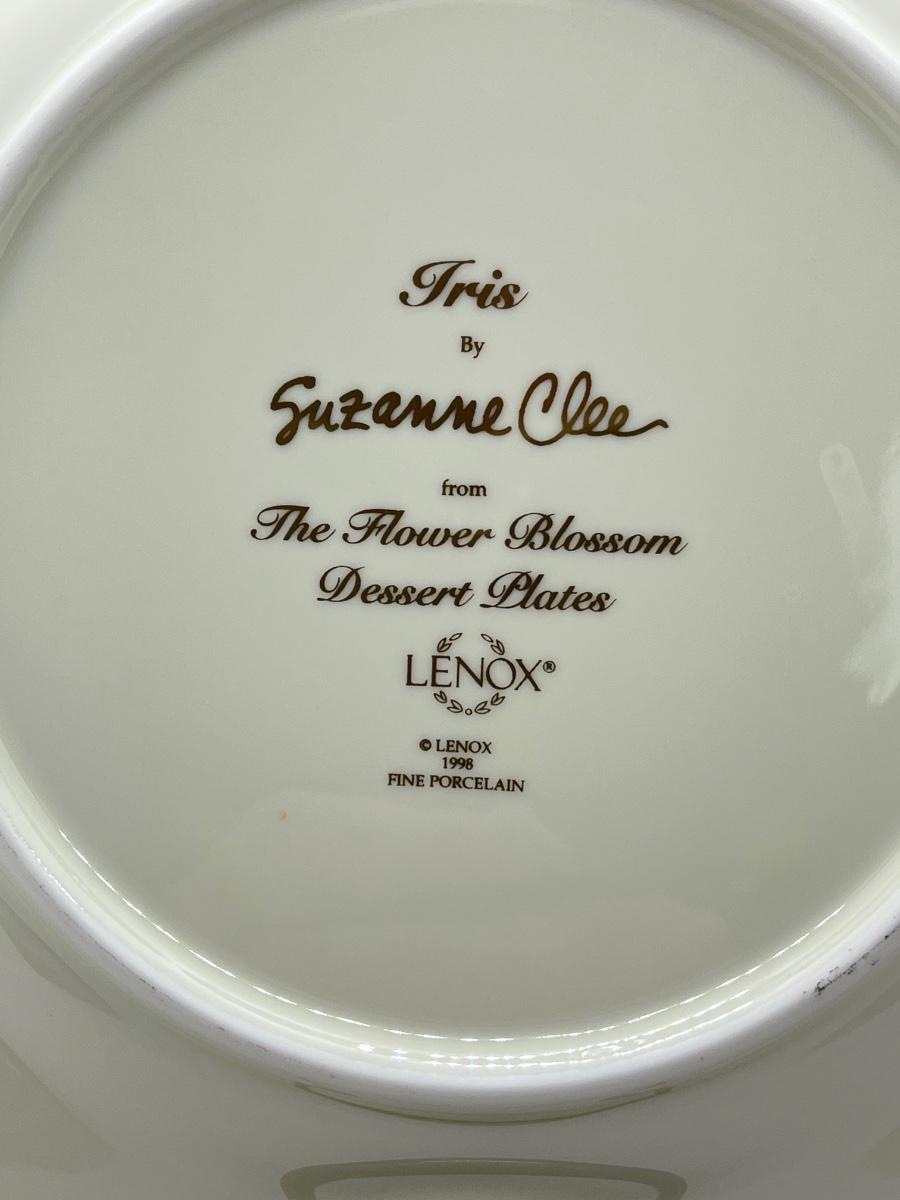 Iris
By
Suzanne Clee
from
The Flower Blossom
Dessert Plates
LENOX®
© LENOX
1998
FINE PORCELAIN